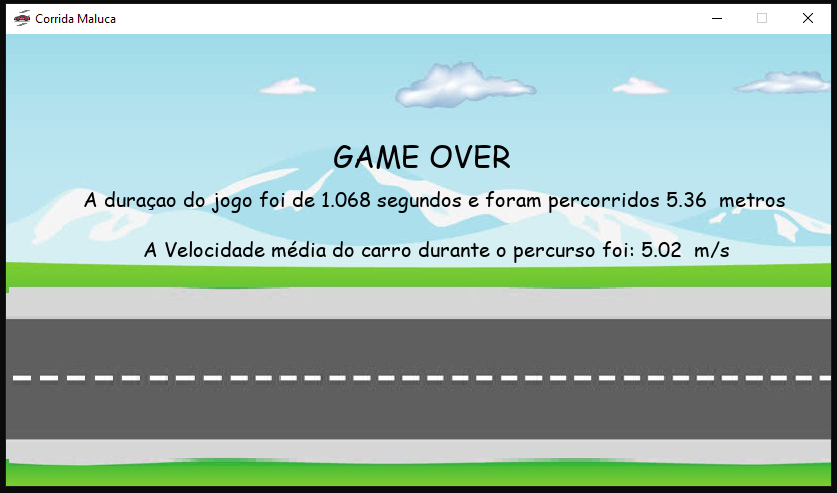 Corrida Maluca
GAME OVER
A duraçao do jogo foi de 1.068 segundos e foram percorridos 5.36  metros
A Velocidade média do carro durante o percurso foi: 5.02  m/s